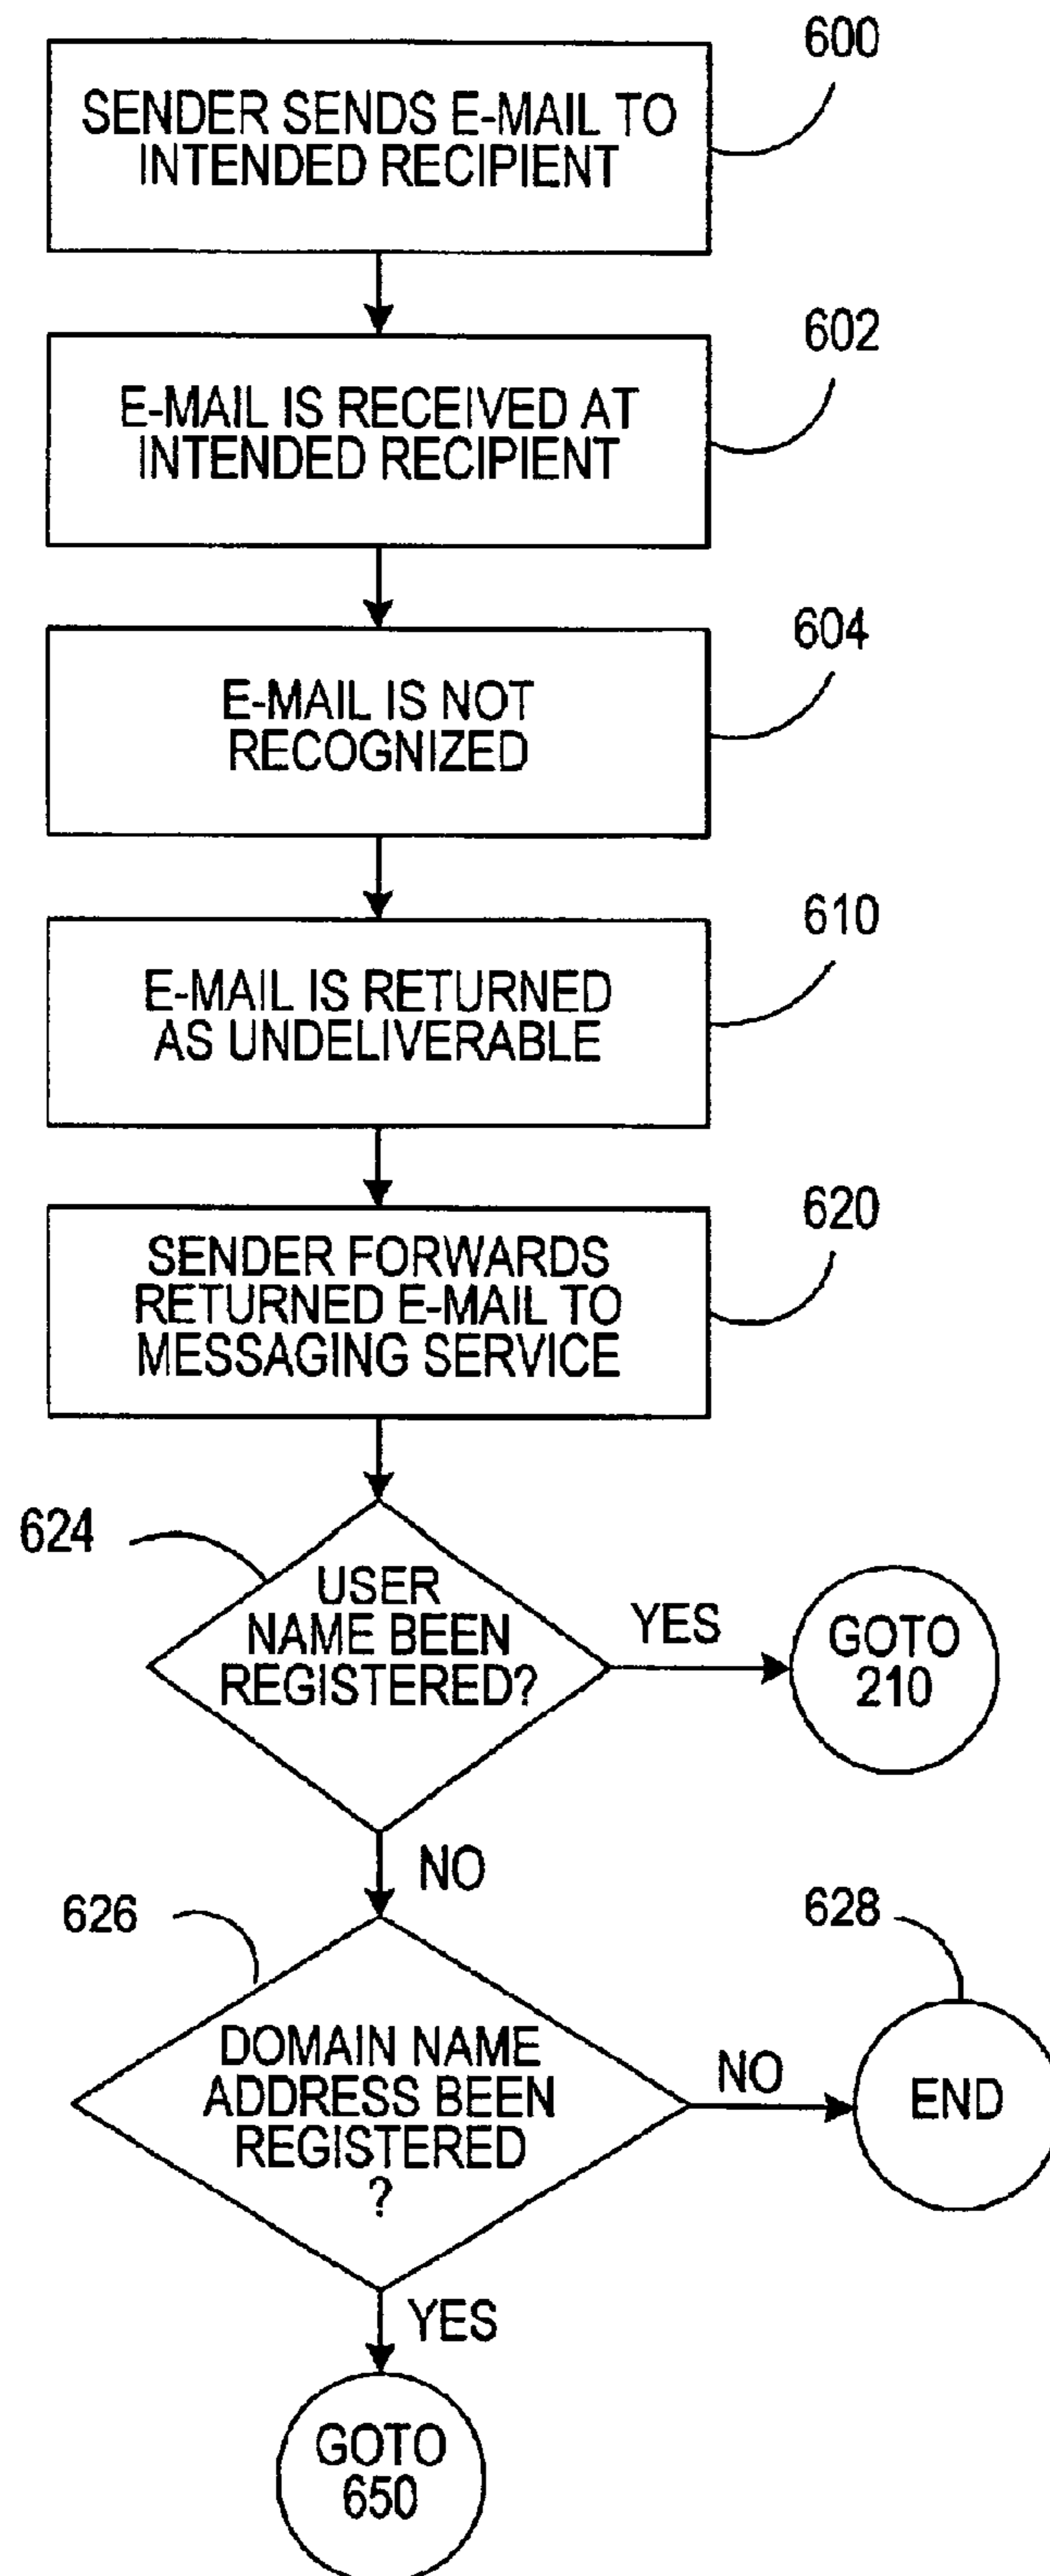 600
SENDER SENDS E-MAIL TO
INTENDED RECIPIENT
602
E-MAIL IS RECEIVED AT
INTENDED RECIPIENT
604
E-MAIL IS NOT
RECOGNIZED
610
E-MAIL IS RETURNED
AS UNDELIVERABLE
620
SENDER FORWARDS
RETURNED E-MAIL TO
MESSAGING SERVICE
624
USER
NAME BEEN
REGISTERED?
YES
GOTO
210
NO
626
DOMAIN NAME
ADDRESS BEEN
REGISTERED
?
NO
628
END
YES
GOTO
650